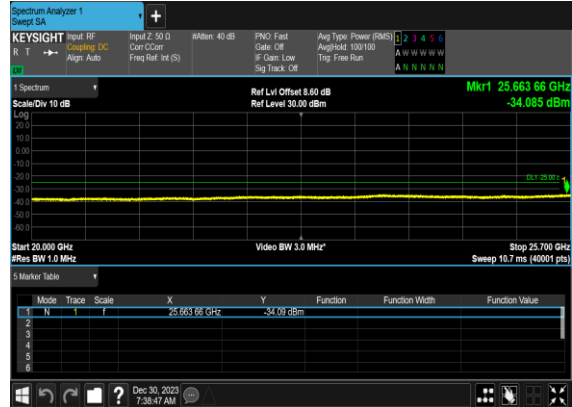 Spectrum Analyzer 1
Swept SA
+
KEYSIGHT Input: RF Input Z: 50 Ω #Atten: 40 dB PNO: Fast Avg Type: Power (RMS) 1 2 3 4 5 6
R T Coupling: DC Corr CCorr Gate: Off Avg|Hold: 100/100 A W W W W W
Align: Auto Freq Ref: Int (S) IF Gain: Low Trig: Free Run
Sig Track: Off A N N N N N
LW
1 Spectrum Ref Lvl Offset 8.60 dB Mkr1 25.663 66 GHz
Scale/Div 10 dB Ref Level 30.00 dBm -34.085 dBm
Log
20.0
10.0
0.00
-10.0
-20.0 DL1 -25.00
-30.0
-40.0
-50.0
-60.0
Start 20.000 GHz Video BW 3.0 MHz* Stop 25.700 GHz
#Res BW 1.0 MHz Sweep 10.7 ms (40001 pts)
5 Marker Table
Mode Trace Scale X Y Function Function Width Function Value
1 N 1 f 25.663 66 GHz -34.09 dBm
2
3
4
5
6
? Dec 30, 2023
7:38:47 AM